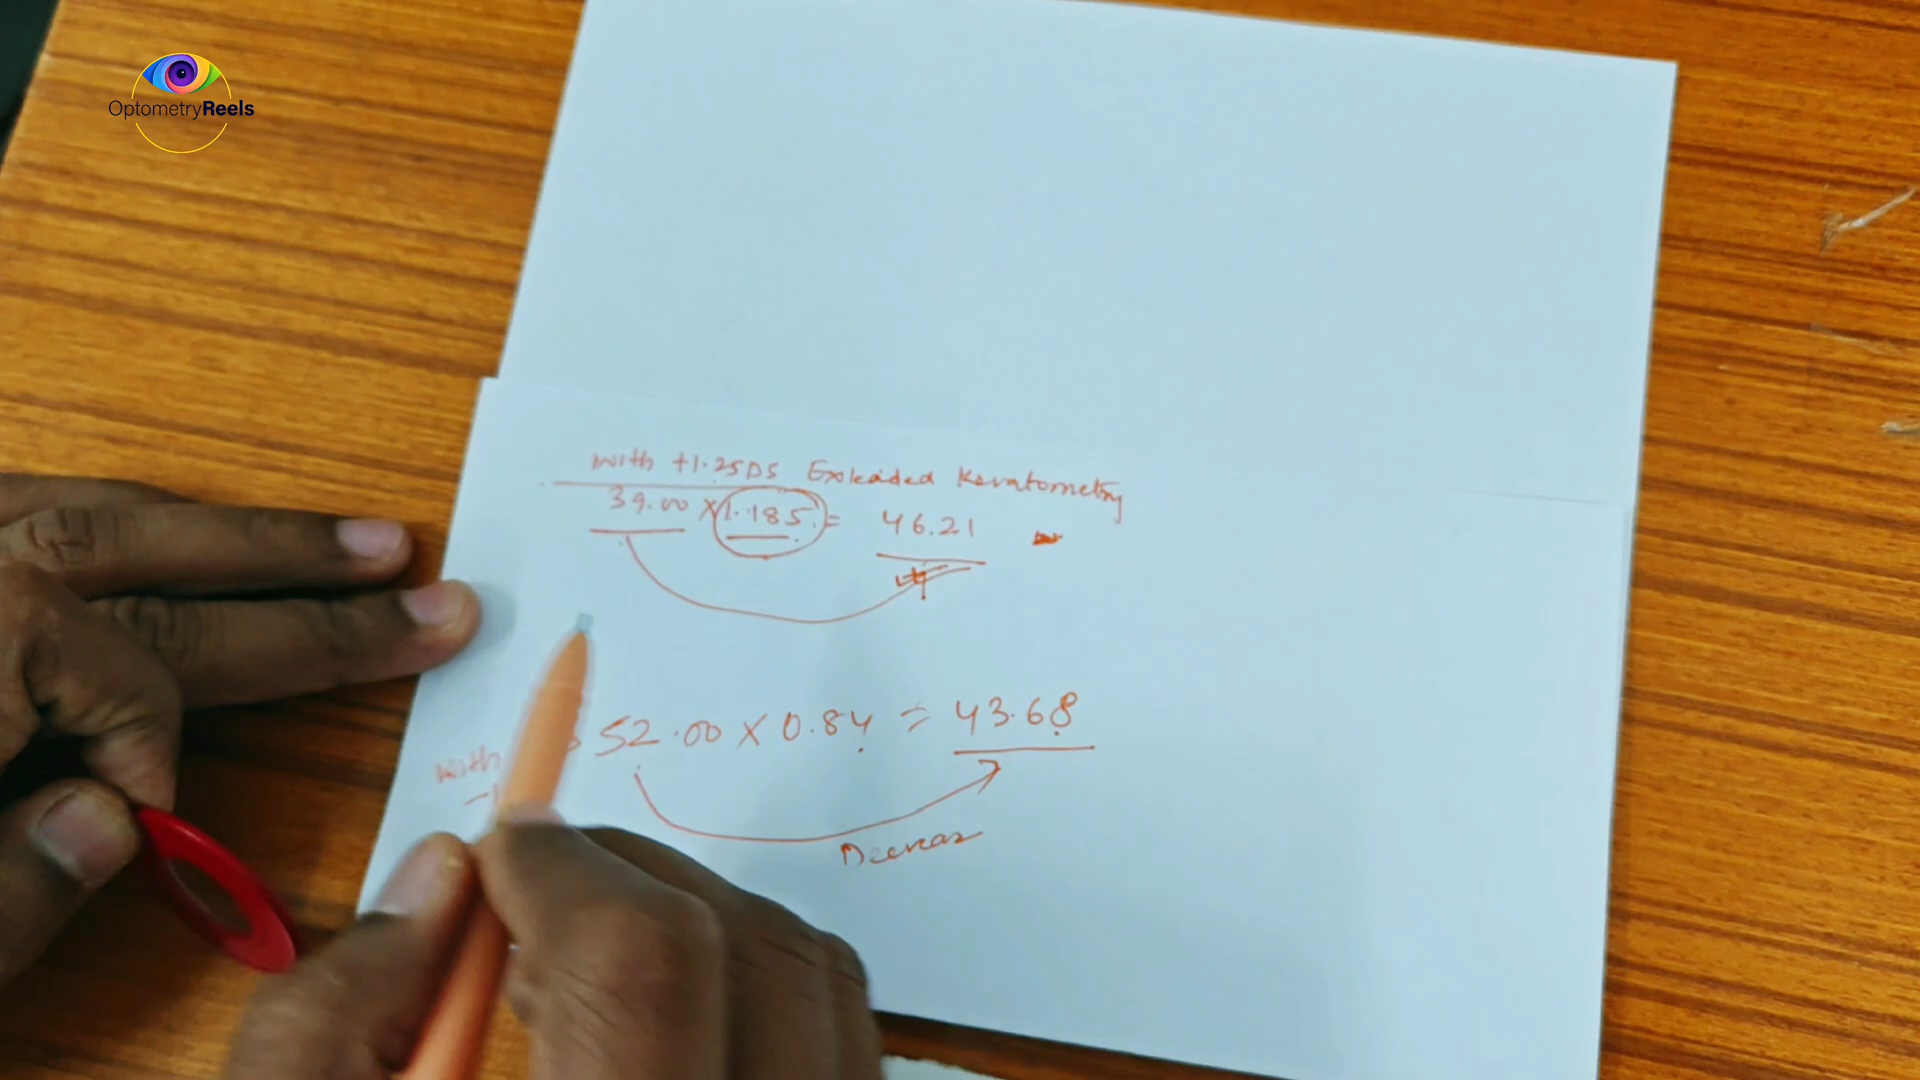 OptometryReels
With +1.25DS Extended Keratometry
39.00 x 1.185 = 46.21
52.00 x 0.84 = 43.68
With
Decreas